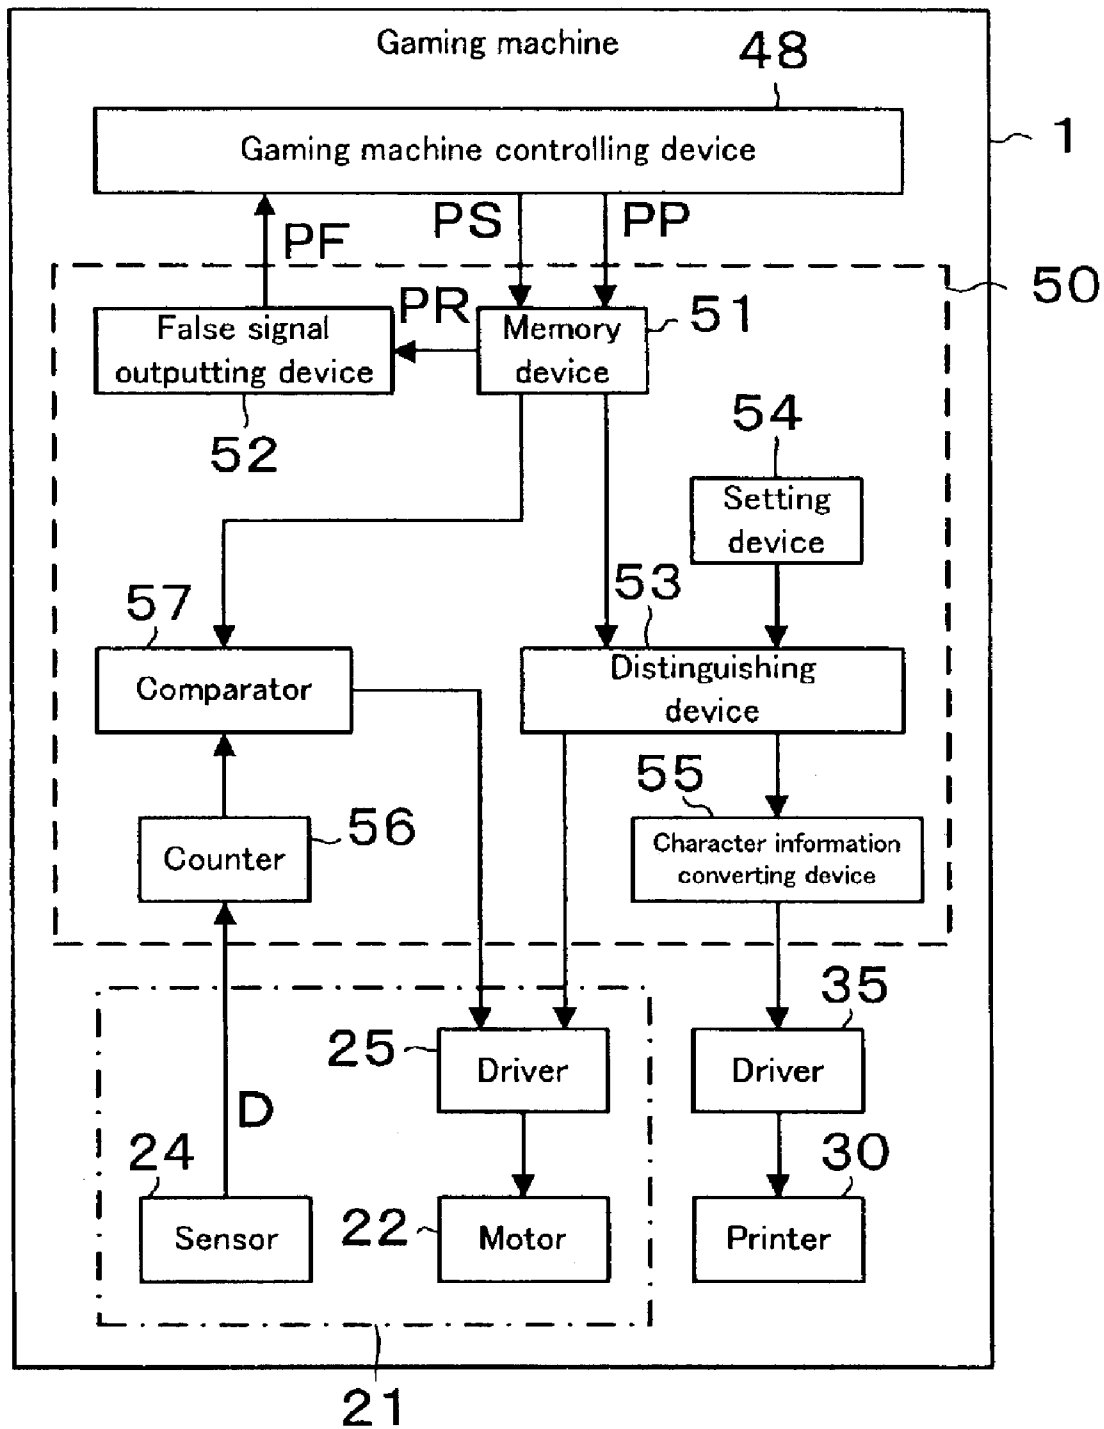 Gaming machine
48
Gaming machine controlling device
1
PF
PS
PP
50
PR
51
False signal
outputting device
Memory
device
52
54
Setting
device
57
53
Comparator
Distinguishing
device
55
56
Counter
Character information
converting device
35
25
Driver
Driver
D
24
30
22
Sensor
Motor
Printer
21